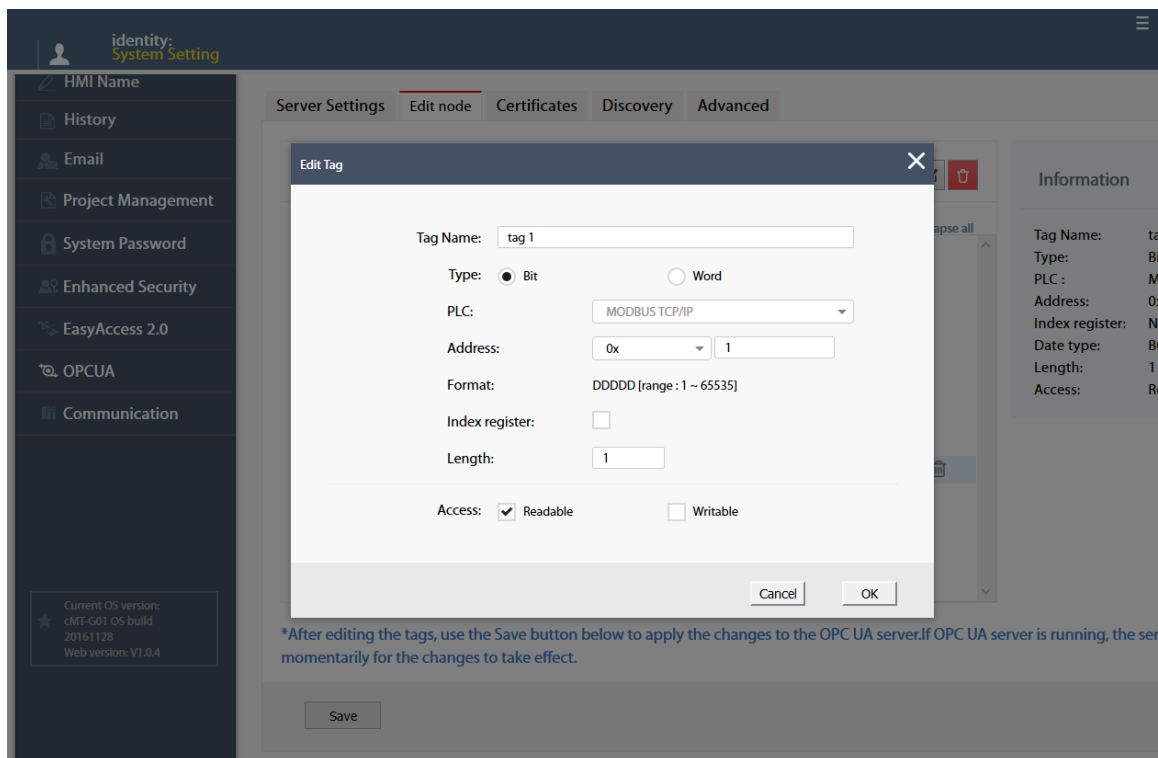 identity:
System Setting
HMI Name
History
Email
Project Management
System Password
Enhanced Security
EasyAccess 2.0
OPCUA
Communication
Current OS version:
cMT-G01 OS build
20161128
Web version: V1.0.4
Server Settings Edit node Certificates Discovery Advanced
Edit Tag
Tag Name: tag 1
Type: Bit Word
PLC: MODBUS TCP/IP
Address: 0x 1
Format: DDDDD [range : 1 ~ 65535]
Index register:
Length: 1
Access: Readable Writable
Cancel OK
apse all
Information
Tag Name: ta
Type: Bi
PLC : M
Address: 0x
Index register: N
Date type: B
Length: 1
Access: Re
*After editing the tags, use the Save button below to apply the changes to the OPC UA server.If OPC UA server is running, the ser
momentarily for the changes to take effect.
Save